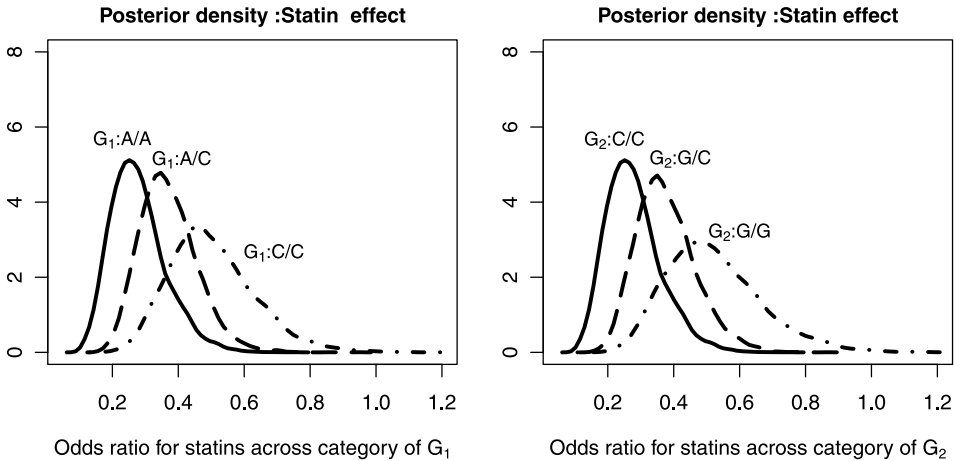 Posterior density :Statin effect
8
6
4
2
0
G₁:A/A
G₁:A/C
G₁:C/C
0.2 0.4 0.6 0.8 1.0 1.2
Odds ratio for statins across category of G₁
Posterior density :Statin effect
8
6
4
2
0
G₂:C/C
G₂:G/C
G₂:G/G
0.2 0.4 0.6 0.8 1.0 1.2
Odds ratio for statins across category of G₂